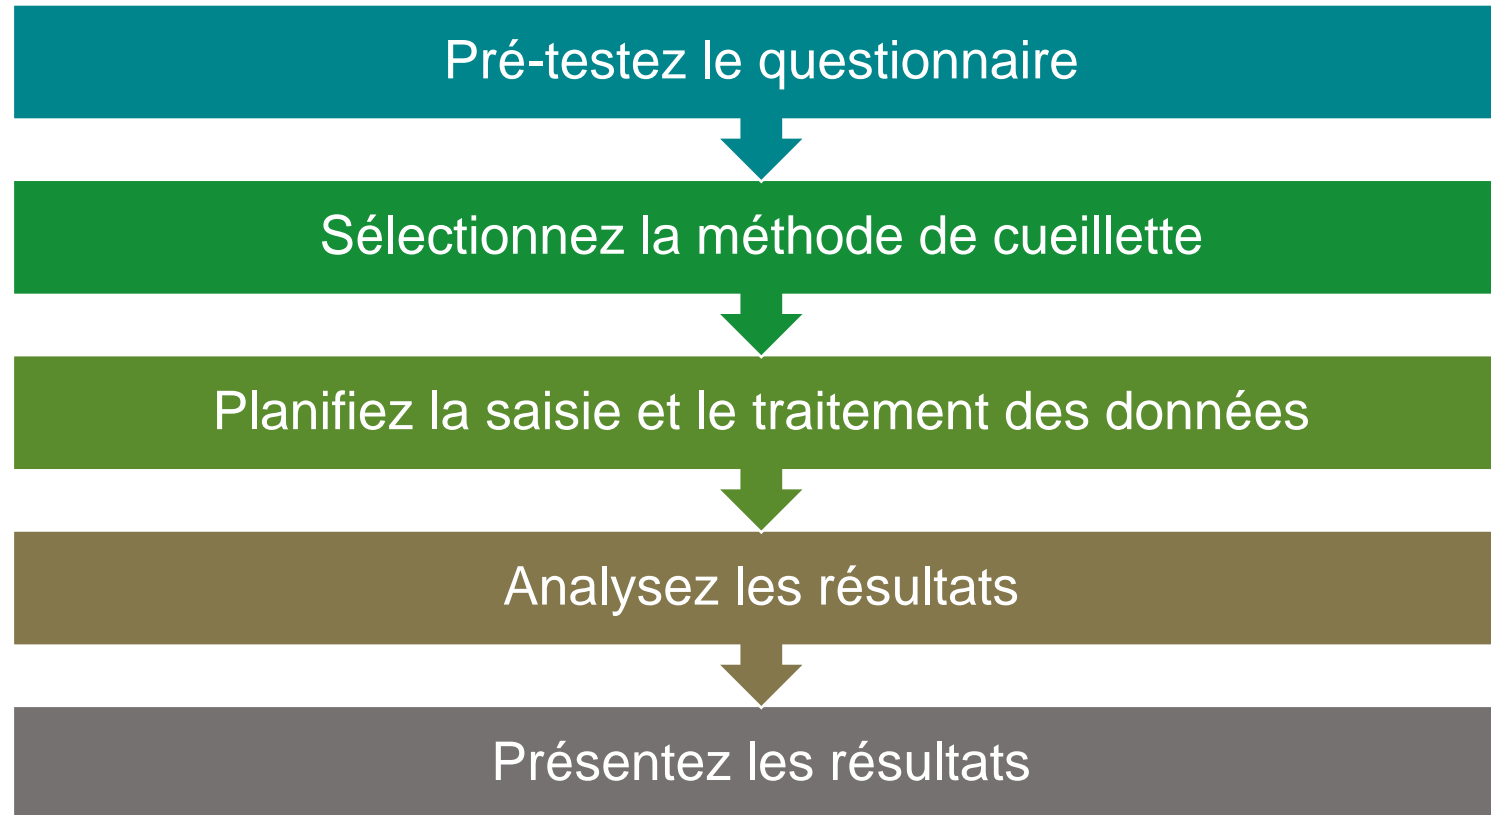 Pré-testez le questionnaire
Sélectionnez la méthode de cueillette
Planifiez la saisie et le traitement des données
Analysez les résultats
Présentez les résultats